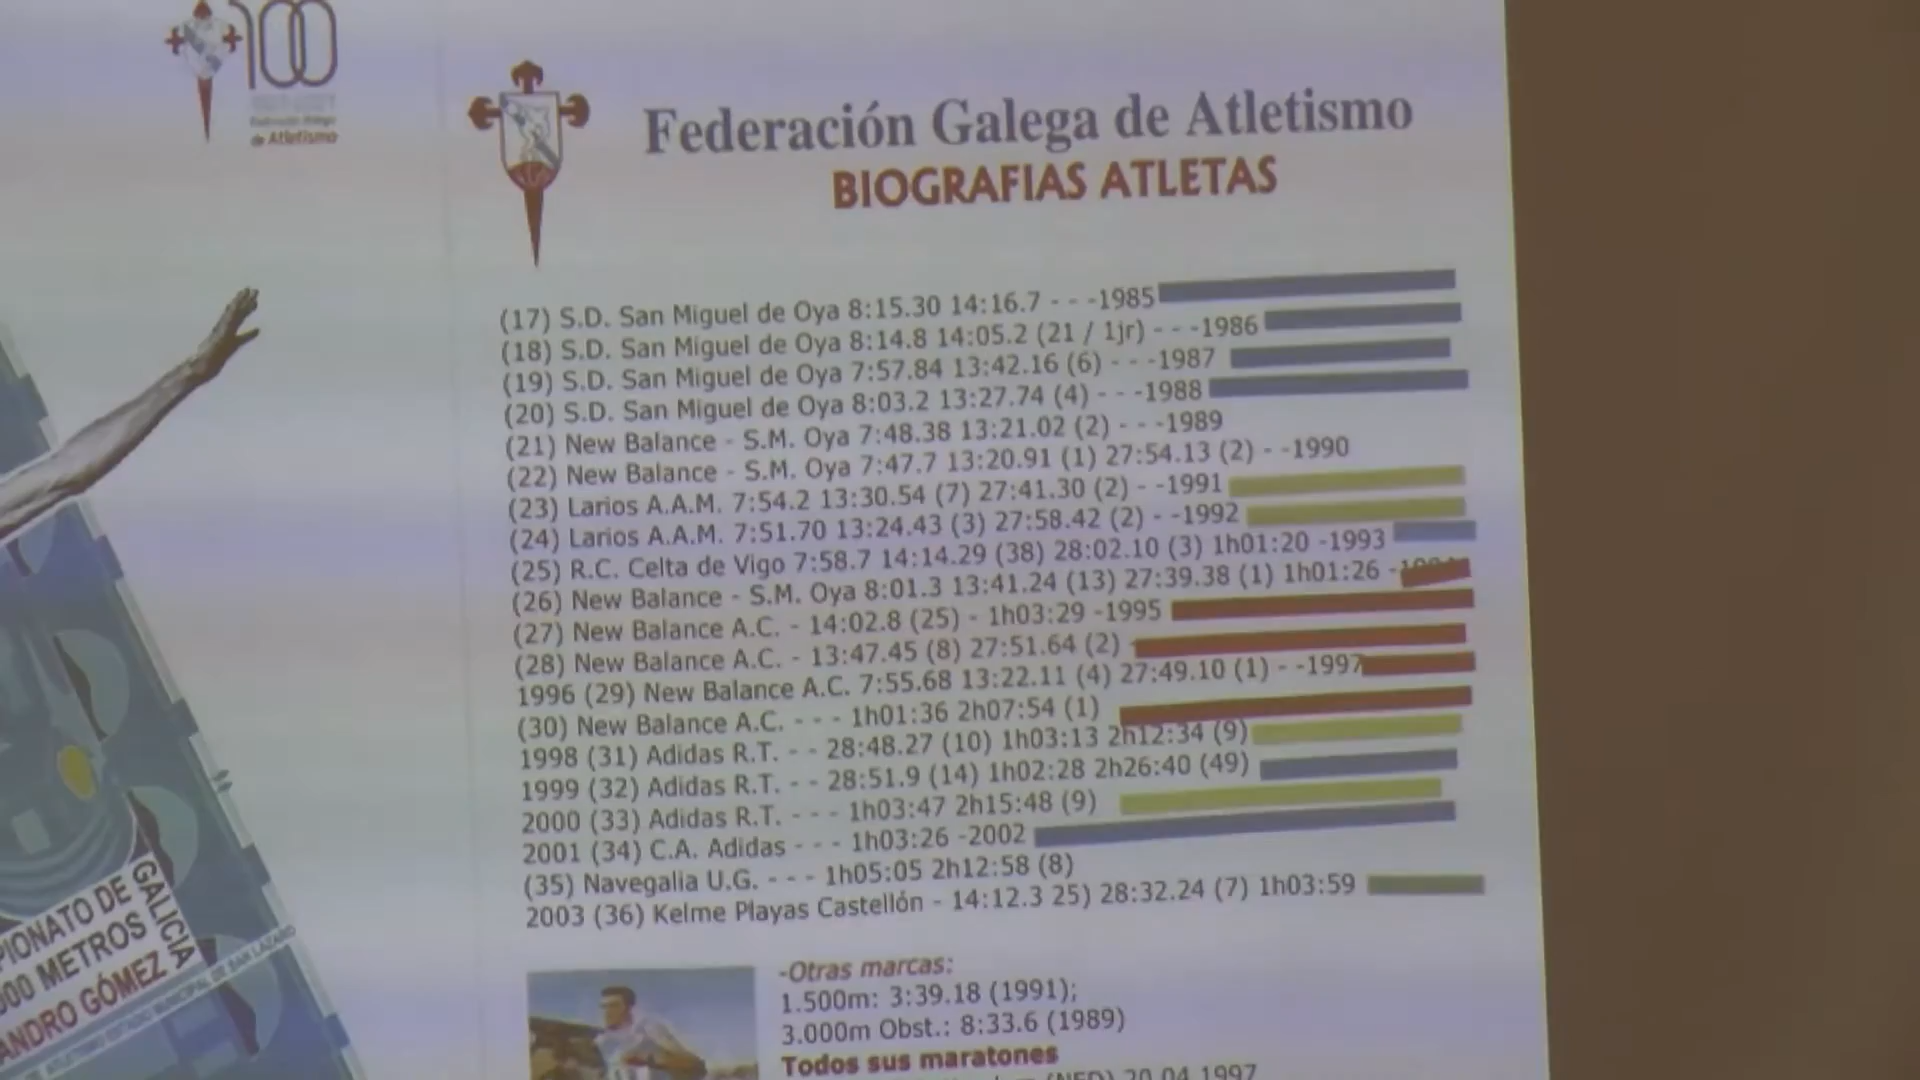 100
Federación Galega
de Atletismo
Federación Galega de Atletismo
BIOGRAFIAS ATLETAS
(17) S.D. San Miguel de Oya 8:15.30 14:16.7 - - -1985
(18) S.D. San Miguel de Oya 8:14.8 14:05.2 (21 / 1jr) - - -1986
(19) S.D. San Miguel de Oya 7:57.84 13:42.16 (6) - - -1987
(20) S.D. San Miguel de Oya 8:03.2 13:27.74 (4) - - -1988
(21) New Balance - S.M. Oya 7:48.38 13:21.02 (2) - - -1989
(22) New Balance - S.M. Oya 7:47.7 13:20.91 (1) 27:54.13 (2) - -1990
(23) Larios A.A.M. 7:54.2 13:30.54 (7) 27:41.30 (2) - -1991
(24) Larios A.A.M. 7:51.70 13:24.43 (3) 27:58.42 (2) - -1992
(25) R.C. Celta de Vigo 7:58.7 14:14.29 (38) 28:02.10 (3) 1h01:20 -1993
(26) New Balance - S.M. Oya 8:01.3 13:41.24 (13) 27:39.38 (1) 1h01:26 -
(27) New Balance A.C. - 14:02.8 (25) - 1h03:29 -1995
(28) New Balance A.C. - 13:47.45 (8) 27:51.64 (2)
1996 (29) New Balance A.C. 7:55.68 13:22.11 (4) 27:49.10 (1) - -1997
(30) New Balance A.C. - - - 1h01:36 2h07:54 (1)
1998 (31) Adidas R.T. - - 28:48.27 (10) 1h03:13 2h12:34 (9)
1999 (32) Adidas R.T. - - 28:51.9 (14) 1h02:28 2h26:40 (49)
2000 (33) Adidas R.T. - - - 1h03:47 2h15:48 (9)
2001 (34) C.A. Adidas - - - 1h03:26 -2002
(35) Navegalia U.G. - - - 1h05:05 2h12:58 (8)
2003 (36) Kelme Playas Castellón - 14:12.3 25) 28:32.24 (7) 1h03:59
-Otras marcas:
1.500m: 3:39.18 (1991);
3.000m Obst.: 8:33.6 (1989)
Todos sus maratones
(NED) 20.04.1997
PIONATO DE GALICIA
000 METROS
ANDRO GÓMEZ
ESTADIO MUNICIPAL DE SAN LAZARO